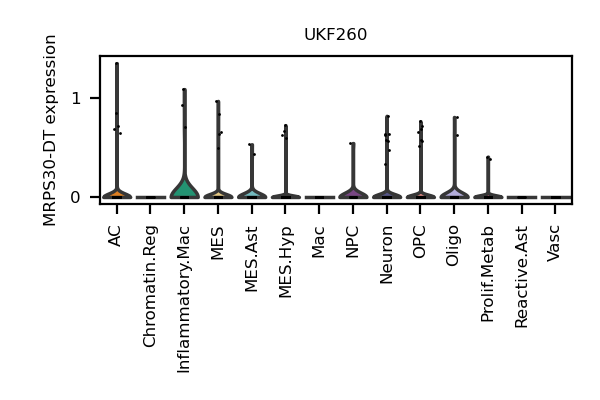 UKF260
MRPS30-DT expression
1
0
AC
Chromatin.Reg
Inflammatory.Mac
MES
MES.Ast
MES.Hyp
Mac
NPC
Neuron
OPC
Oligo
Prolif.Metab
Reactive.Ast
Vasc